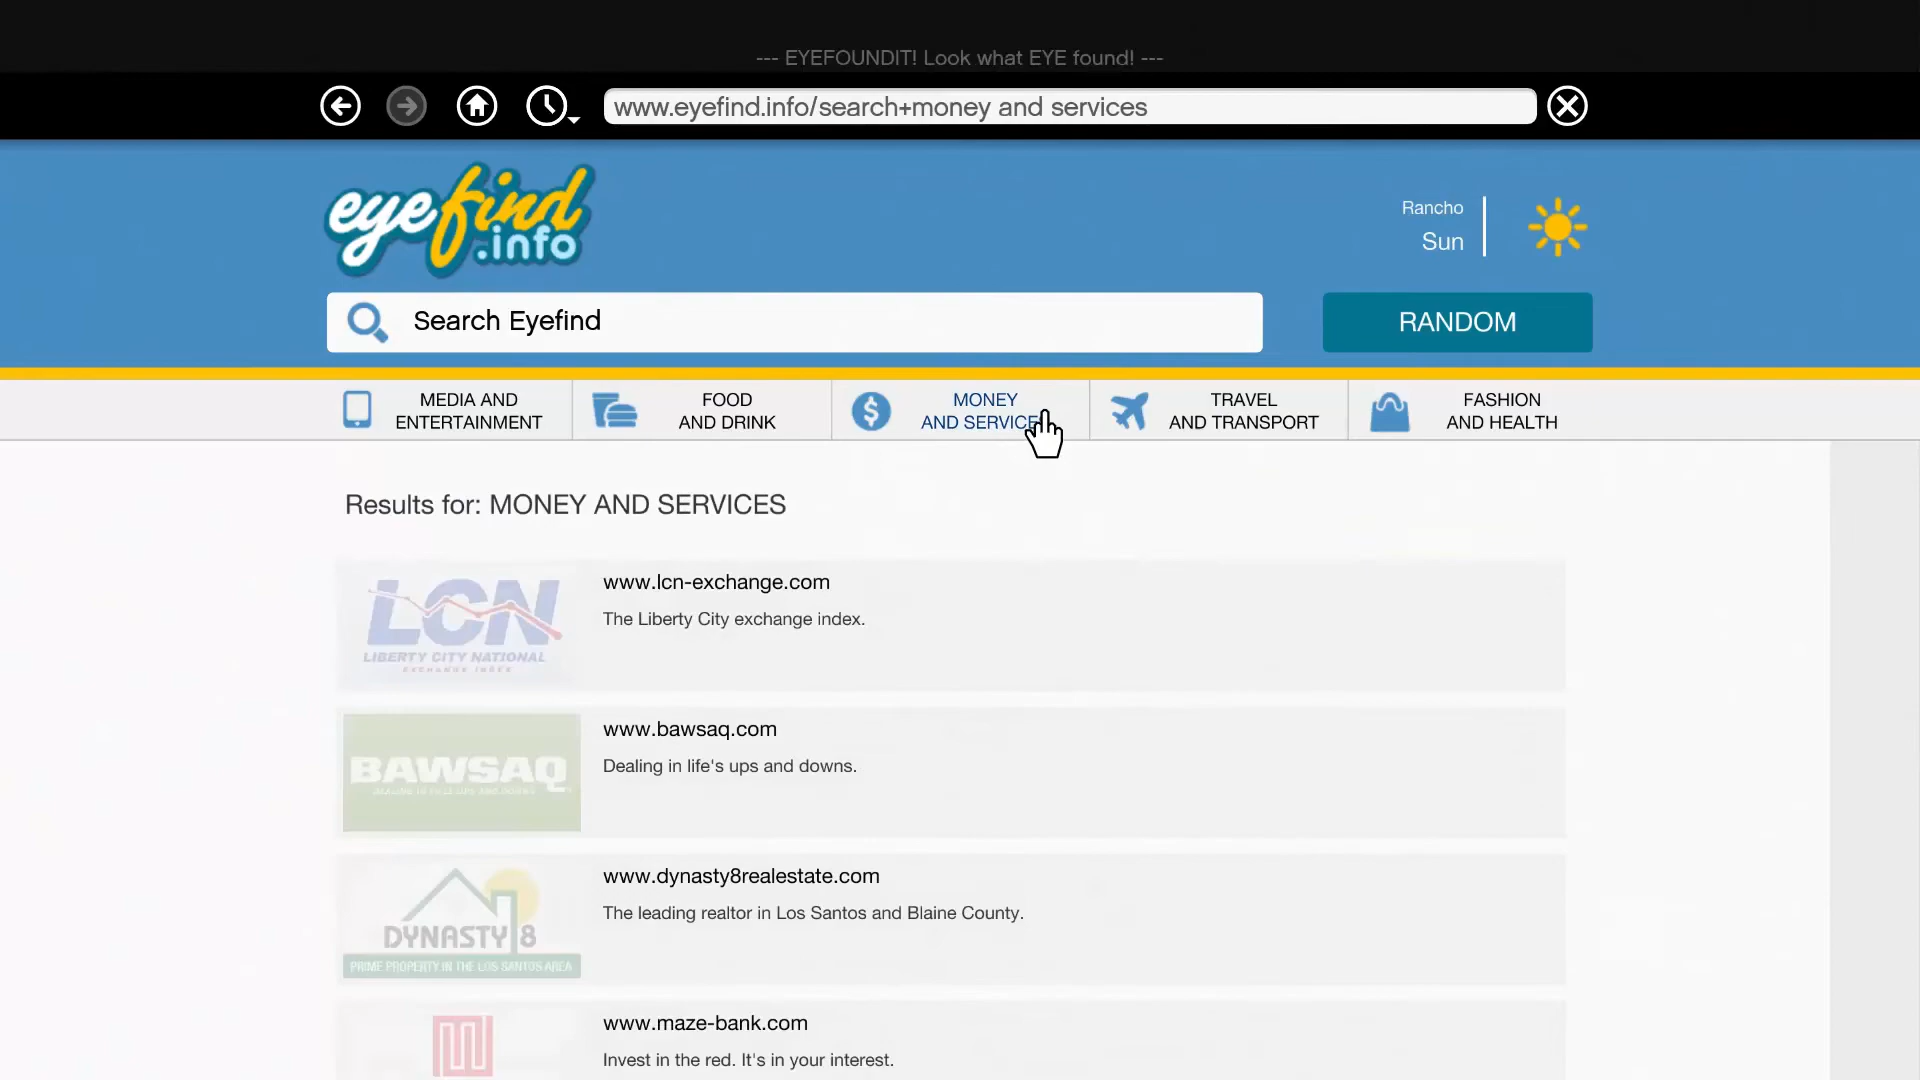 --- EYEFOUNDIT! Look what EYE found! ---
www.eyefind.info/search+money and services
eyefind
.info
Rancho
Sun
Search Eyefind
RANDOM
MEDIA AND
ENTERTAINMENT
FOOD
AND DRINK
MONEY
AND SERVICE
TRAVEL
AND TRANSPORT
FASHION
AND HEALTH
Results for: MONEY AND SERVICES
LCN
LIBERTY CITY NATIONAL
EXCHANGE INDEX
www.lcn-exchange.com
The Liberty City exchange index.
BAWSAQ
www.bawsaq.com
Dealing in life's ups and downs.
DYNASTY 8
PRIME PROPERTY IN THE LOS SANTOS AREA
www.dynasty8realestate.com
The leading realtor in Los Santos and Blaine County.
www.maze-bank.com
Invest in the red. It's in your interest.